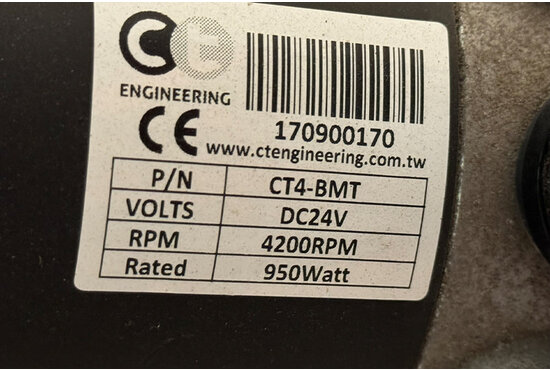 Ct
ENGINEERING
170900170
CE www.ctengineering.com.tw
P/N CT4-BMT
VOLTS DC24V
RPM 4200RPM
Rated 950Watt